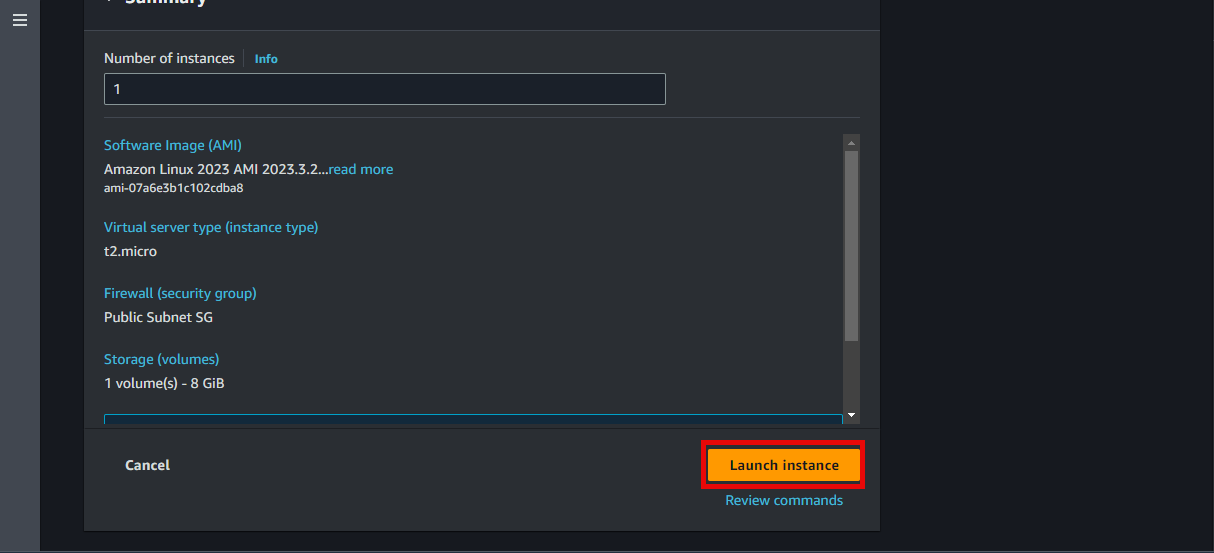 Summary
Number of instances Info
1
Software Image (AMI)
Amazon Linux 2023 AMI 2023.3.2...read more
ami-07a6e3b1c102cdba8
Virtual server type (instance type)
t2.micro
Firewall (security group)
Public Subnet SG
Storage (volumes)
1 volume(s) - 8 GiB
Cancel
Launch instance
Review commands